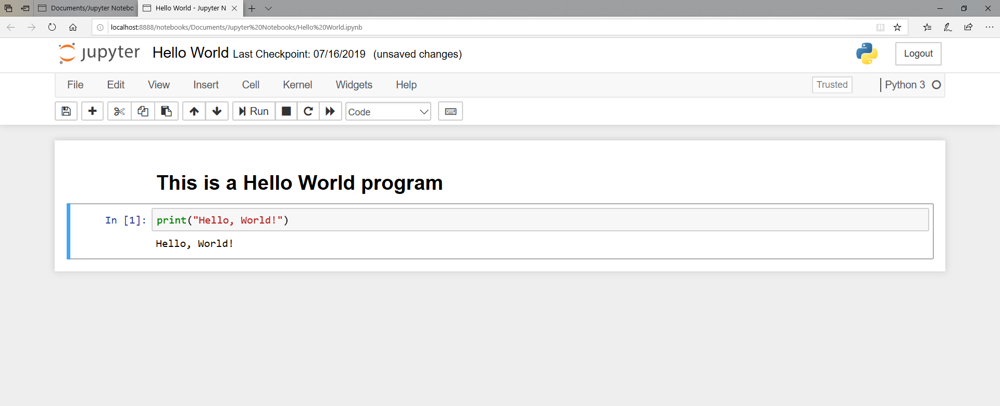 Documents/Jupyter Notebo
Hello World - Jupyter N
localhost:8888/notebooks/Documents/Jupyter%20Notebooks/Hello%20World.ipynb
jupyter Hello World Last Checkpoint: 07/16/2019 (unsaved changes) Logout
File Edit View Insert Cell Kernel Widgets Help Trusted Python 3
Run Code
This is a Hello World program
In [1]: print("Hello, World!")
Hello, World!